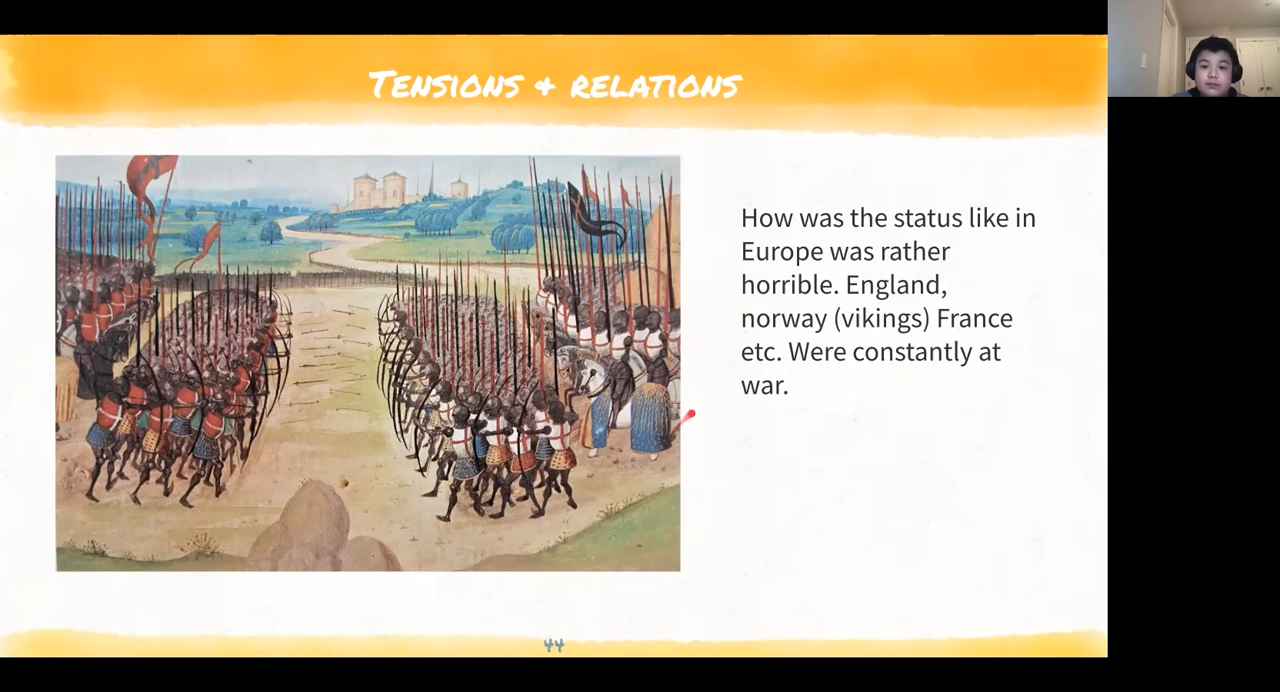 Tensions & relations
How was the status like in
Europe was rather
horrible. England,
norway (vikings) France
etc. Were constantly at
war.
44